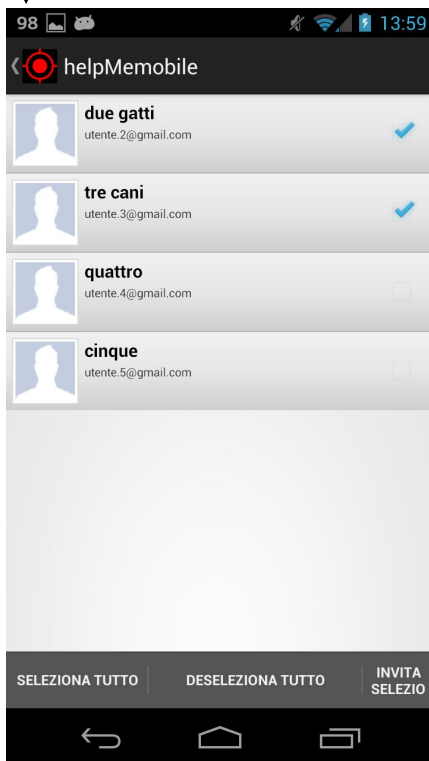 98 13:59
helpMemobile
due gatti
utente.2@gmail.com
tre cani
utente.3@gmail.com
quattro
utente.4@gmail.com
cinque
utente.5@gmail.com
SELEZIONA TUTTO DESELEZIONA TUTTO INVITA
SELEZIO